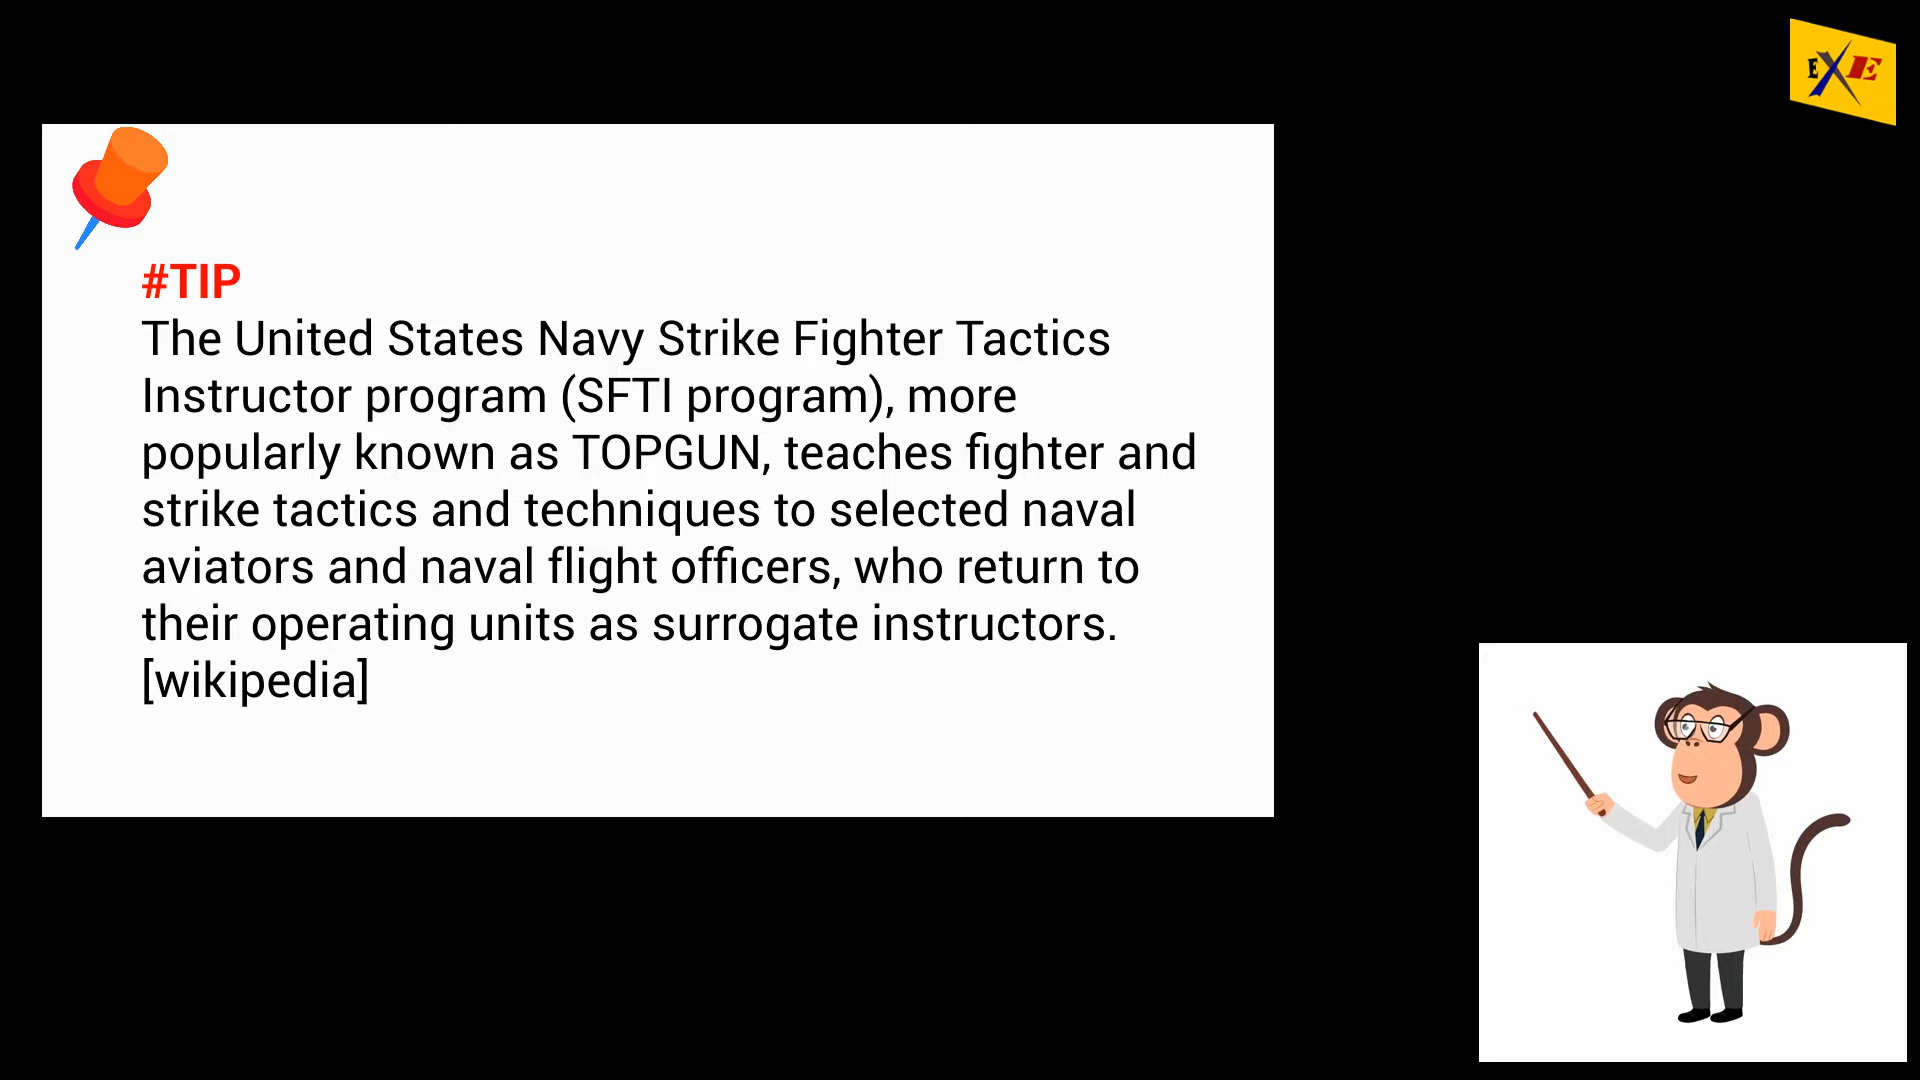 EXE
#TIP
The United States Navy Strike Fighter Tactics
Instructor program (SFTI program), more
popularly known as TOPGUN, teaches fighter and
strike tactics and techniques to selected naval
aviators and naval flight officers, who return to
their operating units as surrogate instructors.
[wikipedia]